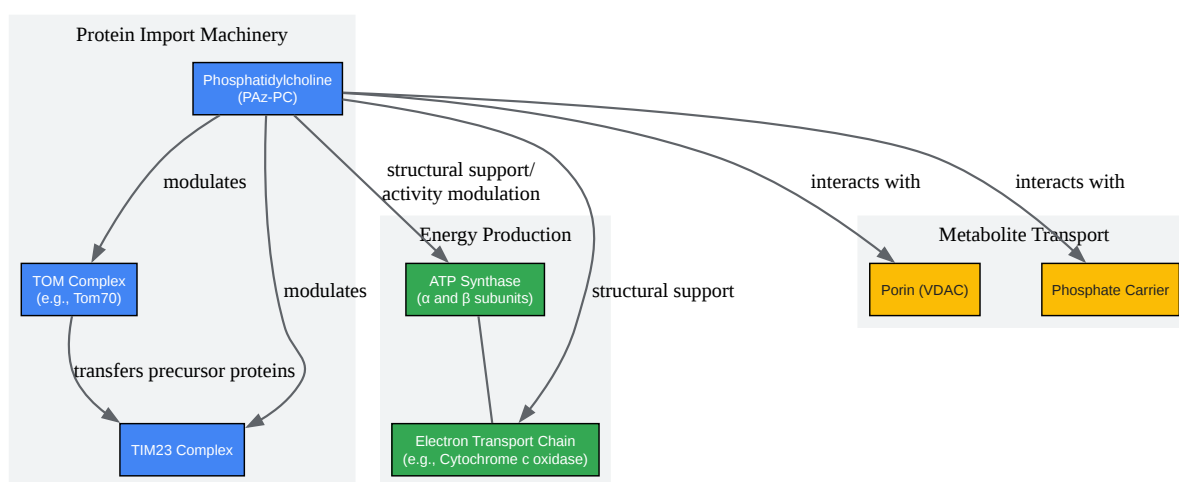 Protein Import Machinery
Phosphatidylcholine
(PAz-PC)
modulates
structural support/
activity modulation
interacts with
interacts with
Energy Production
Metabolite Transport
TOM Complex
(e.g., Tom70)
modulates
ATP Synthase
(α and β subunits)
structural support
Porin (VDAC)
Phosphate Carrier
transfers precursor proteins
TIM23 Complex
Electron Transport Chain
(e.g., Cytochrome c oxidase)